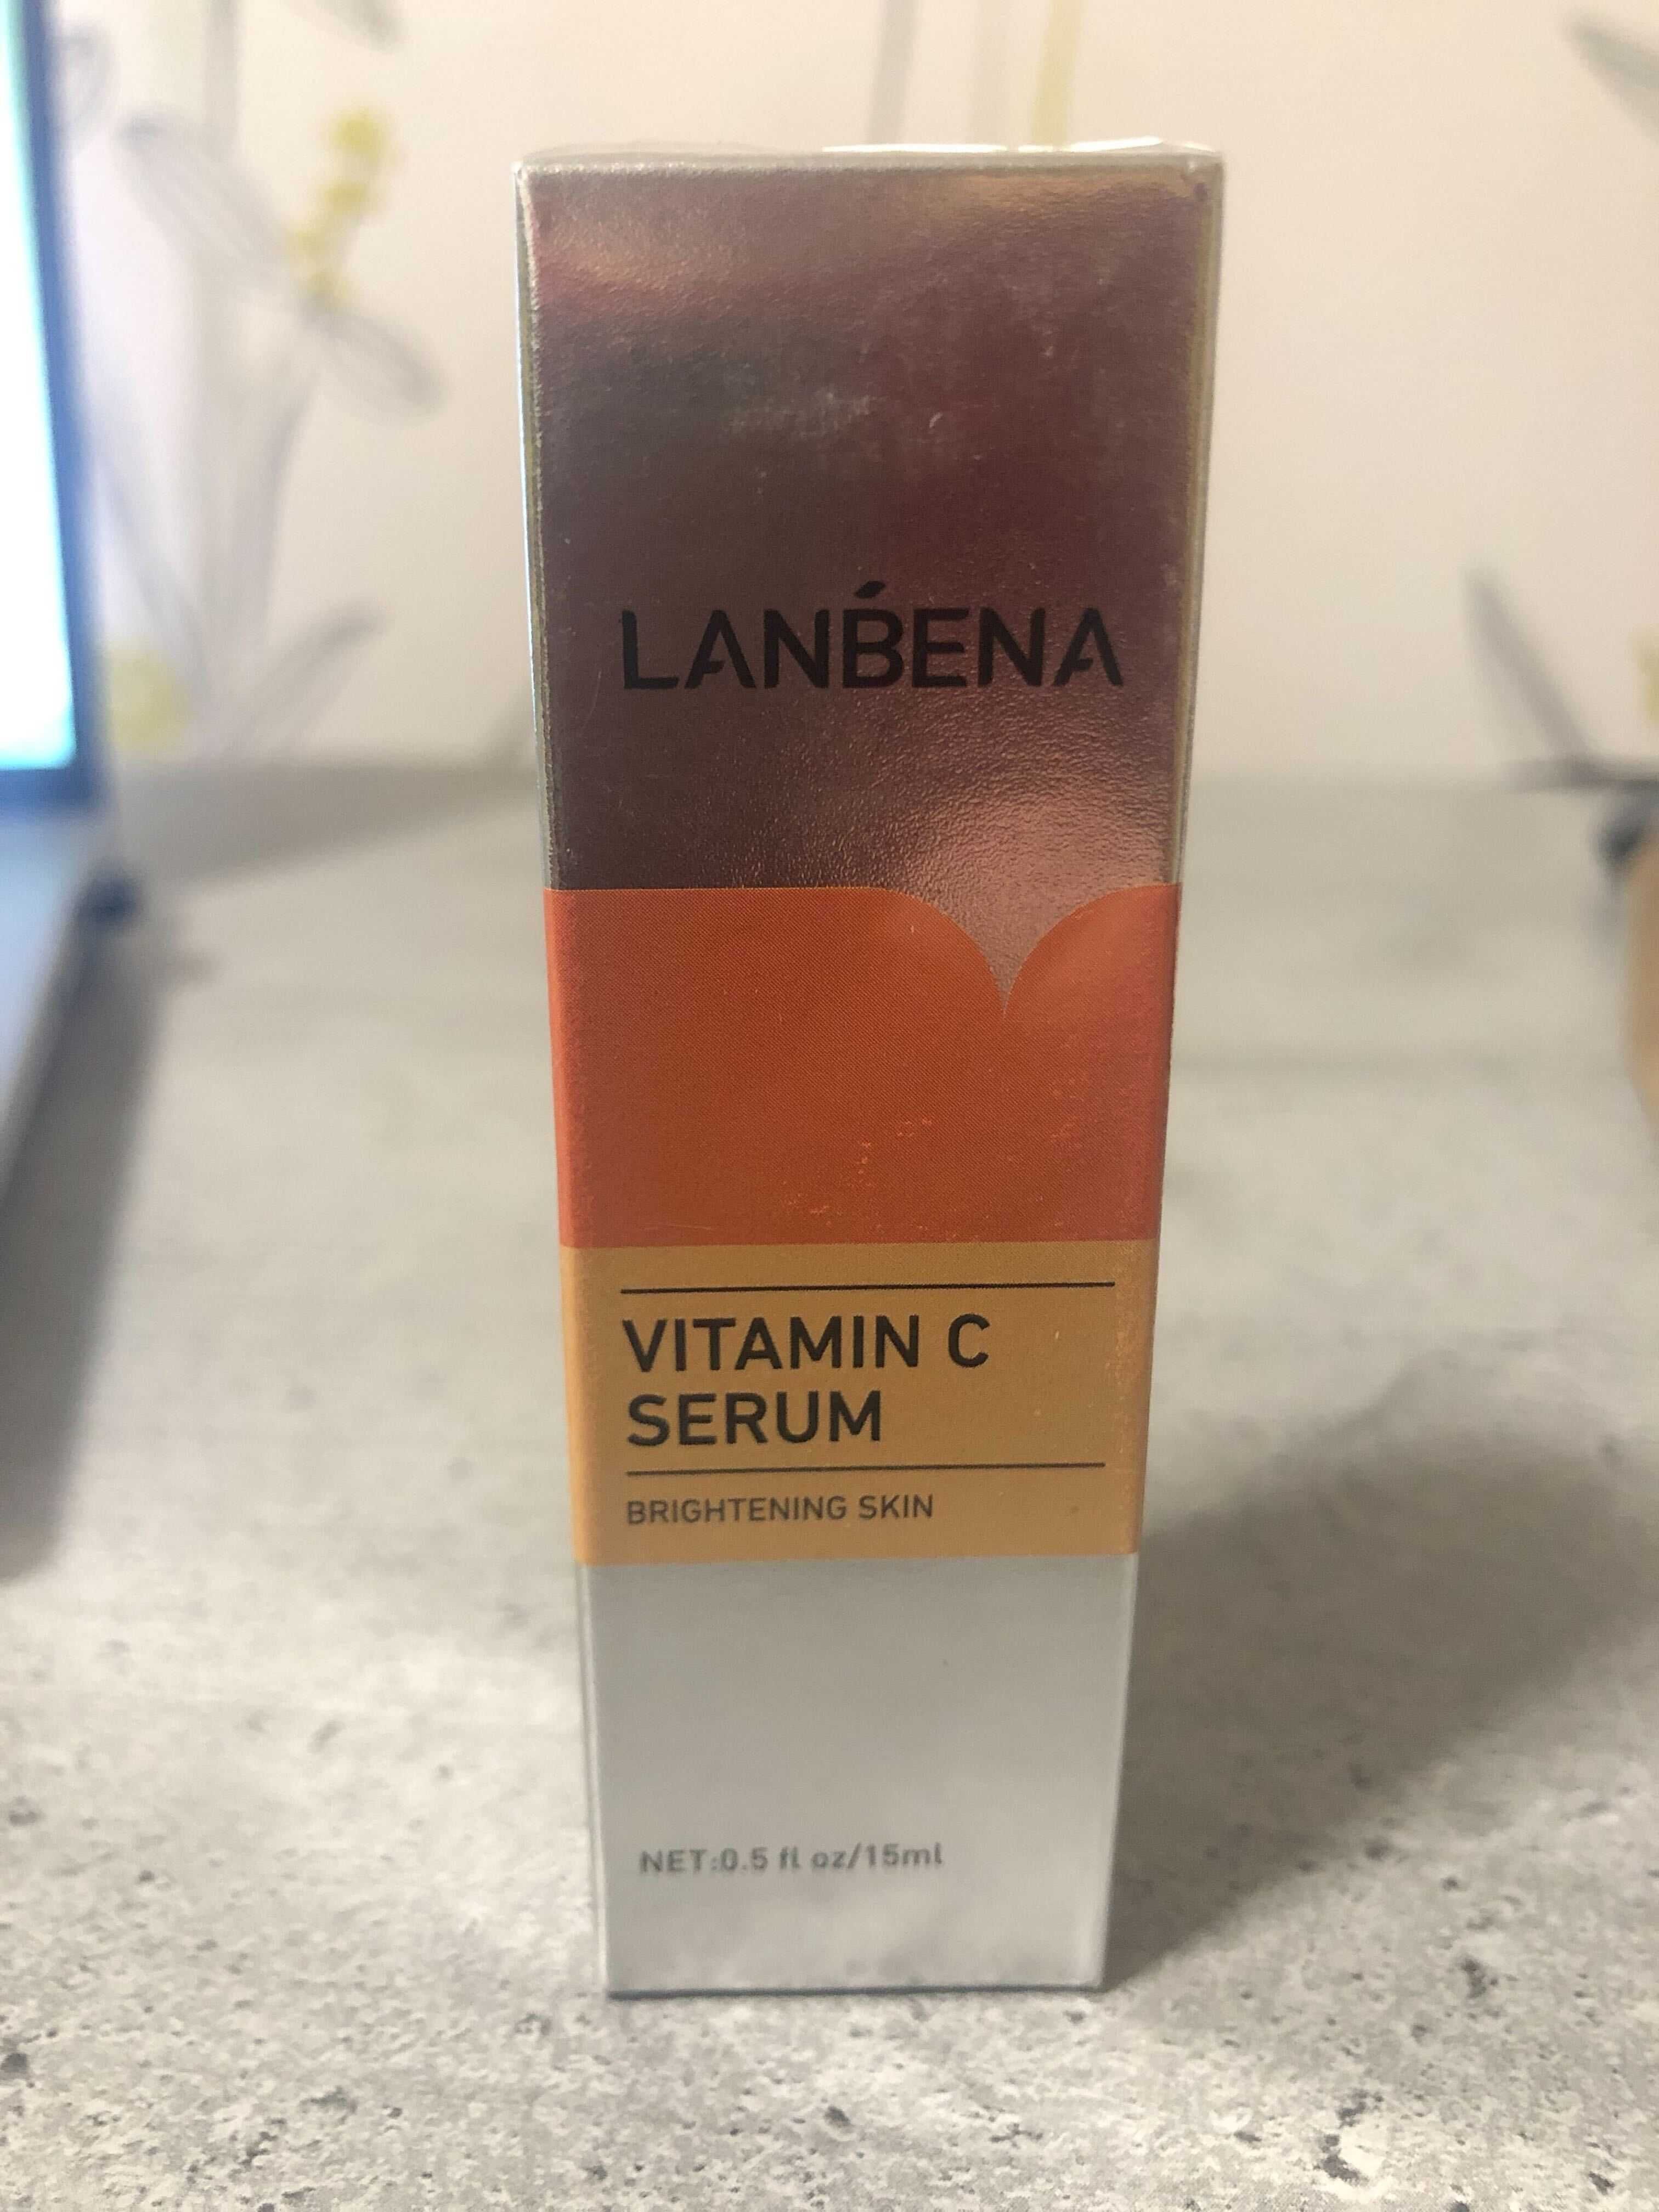 LANBENA
VITAMIN C
SERUM
BRIGHTENING SKIN
NET:0.5 fl oz/15ml